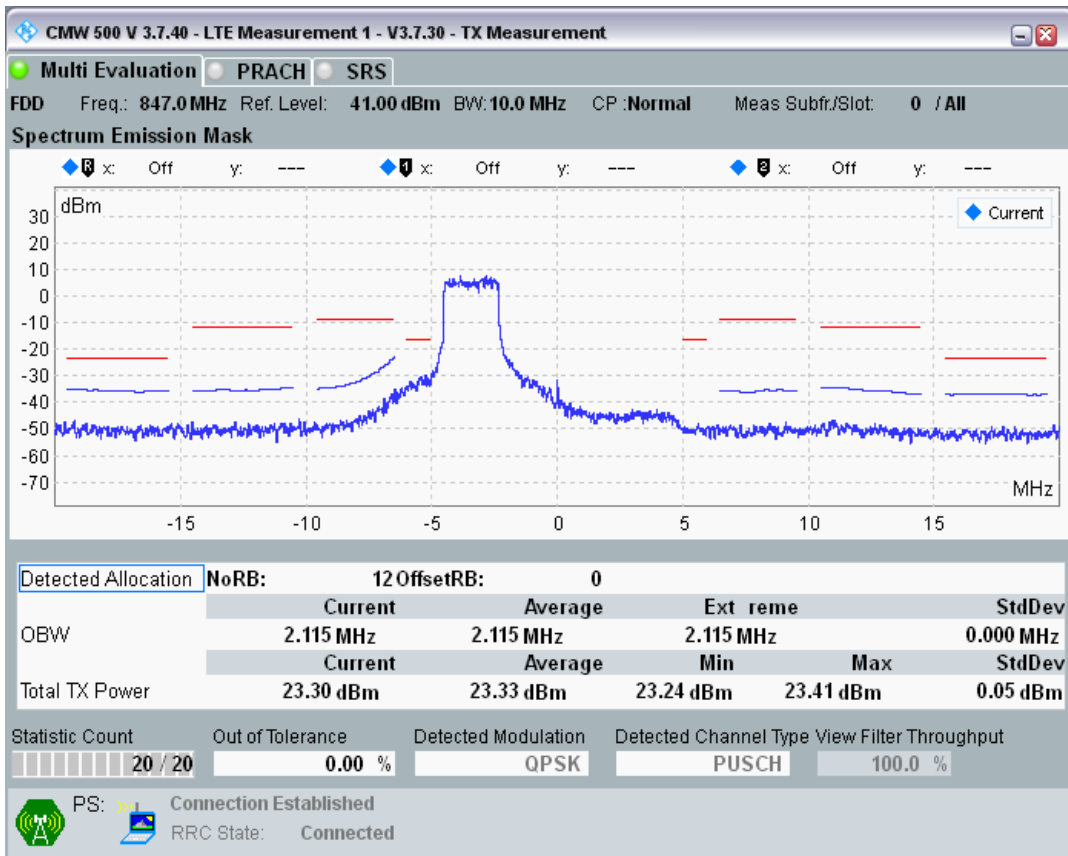 CMW 500 V 3.7.40 - LTE Measurement 1 - V3.7.30 - TX Measurement
Multi Evaluation PRACH SRS
FDD Freq.: 847.0 MHz Ref. Level: 41.00 dBm BW: 10.0 MHz CP :Normal Meas Subfr./Slot: 0 / All
Spectrum Emission Mask
R x: Off y: --- 1 x: Off y: --- 2 x: Off y: ---
dBm
Current
30
20
10
0
-10
-20
-30
-40
-50
-60
-70
MHz
-15 -10 -5 0 5 10 15
Detected Allocation NoRB: 12 OffsetRB: 0
Current Average Ext reme StdDev
OBW 2.115 MHz 2.115 MHz 2.115 MHz 0.000 MHz
Current Average Min Max StdDev
Total TX Power 23.30 dBm 23.33 dBm 23.24 dBm 23.41 dBm 0.05 dBm
Statistic Count Out of Tolerance Detected Modulation Detected Channel Type View Filter Throughput
20 / 20 0.00 % QPSK PUSCH 100.0 %
PS: Connection Established
RRC State: Connected